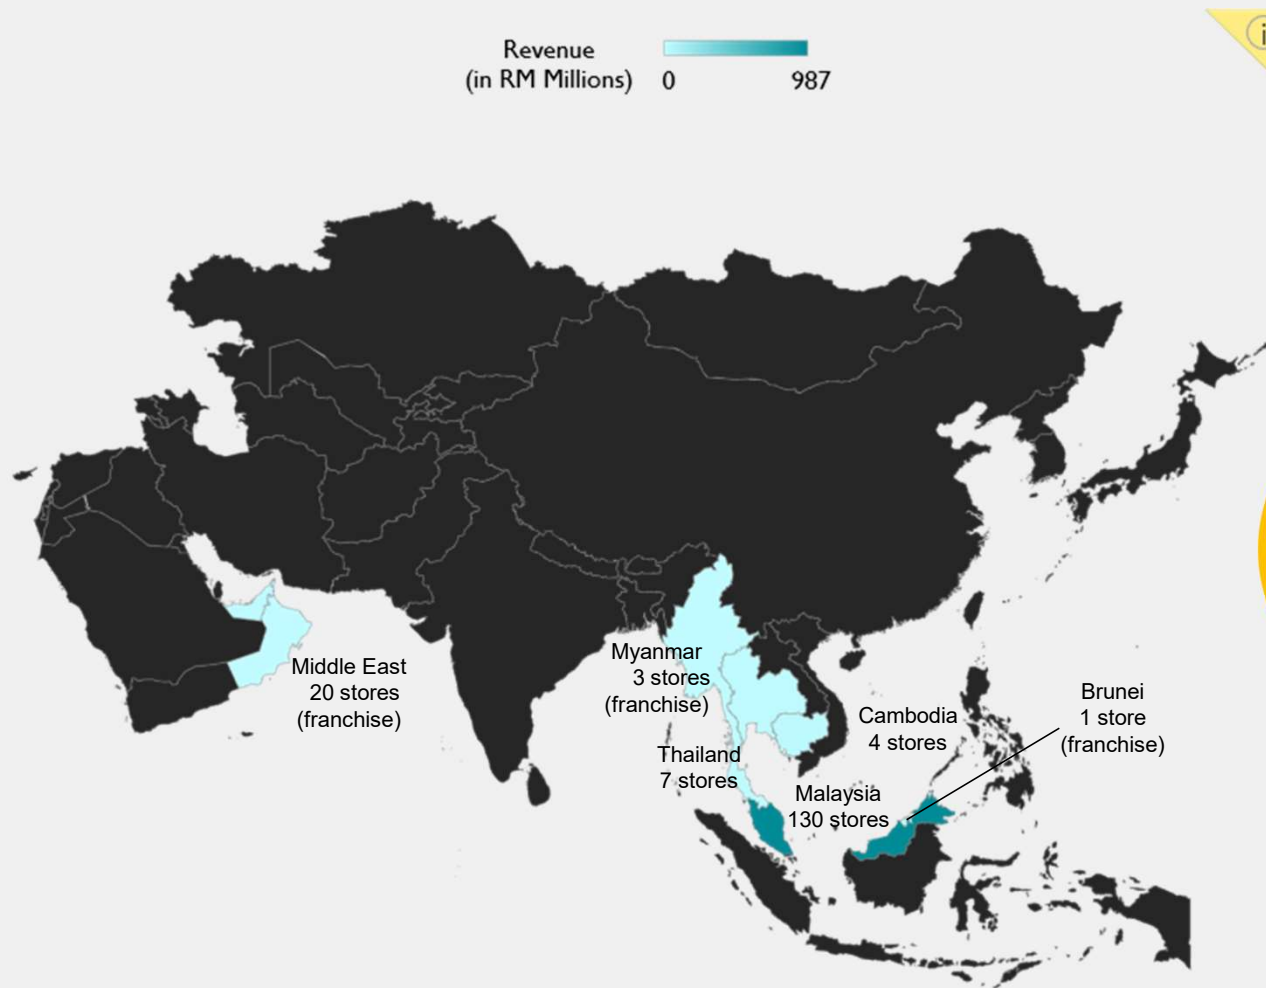 Revenue
(in RM Millions)
0
987
i
Middle East
20 stores
(franchise)
Myanmar
3 stores
(franchise)
Thailand
7 stores
Cambodia
4 stores
Malaysia
130 stores
Brunei
1 store
(franchise)